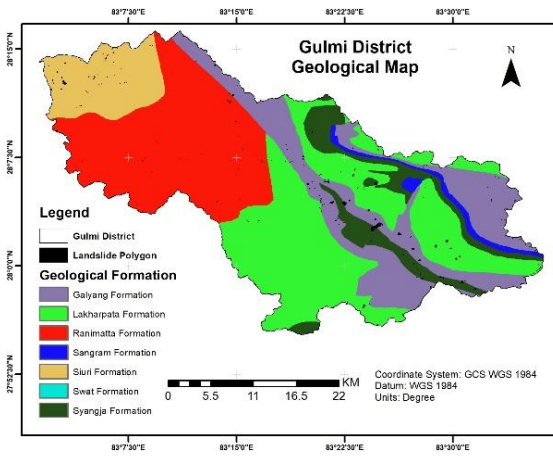 83°7'30"E 83°15'0"E 83°22'30"E 83°30'0"E
Gulmi District
Geological Map
N
28°15'0"N
28°7'30"N
28°0'0"N
27°52'30"N
Legend
Gulmi District
Landslide Polygon
Geological Formation
Galyang Formation
Lakharpata Formation
Ranimatta Formation
Sangram Formation
Siuri Formation
Swat Formation
Syangja Formation
KM
0 5.5 11 16.5 22
Coordinate System: GCS WGS 1984
Datum: WGS 1984
Units: Degree
83°7'30"E 83°15'0"E 83°22'30"E 83°30'0"E